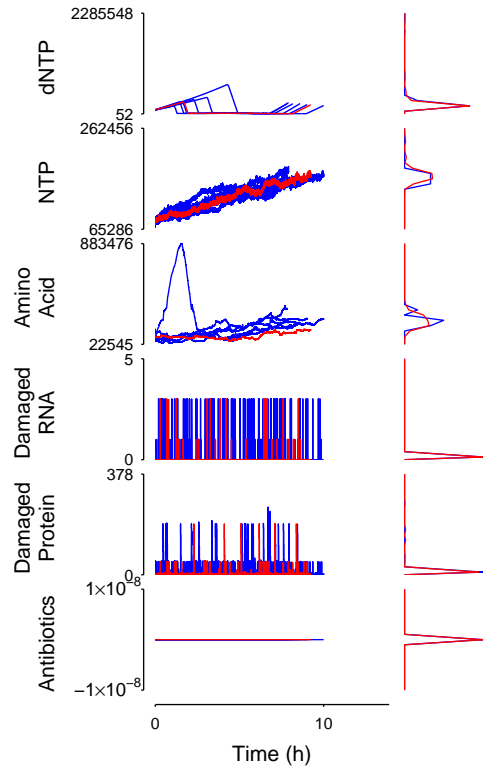 2285548
dNTP
52
262456
NTP
65286
883476
Amino
Acid
22545
5
Damaged
RNA
0
378
Damaged
Protein
0
1×10⁻⁸
Antibiotics
−1×10⁻⁸
0
10
Time (h)